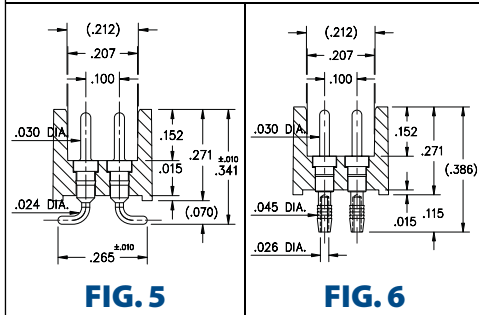 (.212)
.207
.100
.030 DIA.
.152
.271
±.010
.341
.015
.024 DIA.
(.070)
.265 ±.010
FIG. 5
(.212)
.207
.100
.030 DIA.
.152
.271
(.386)
.045 DIA.
.015
.115
.026 DIA.
FIG. 6